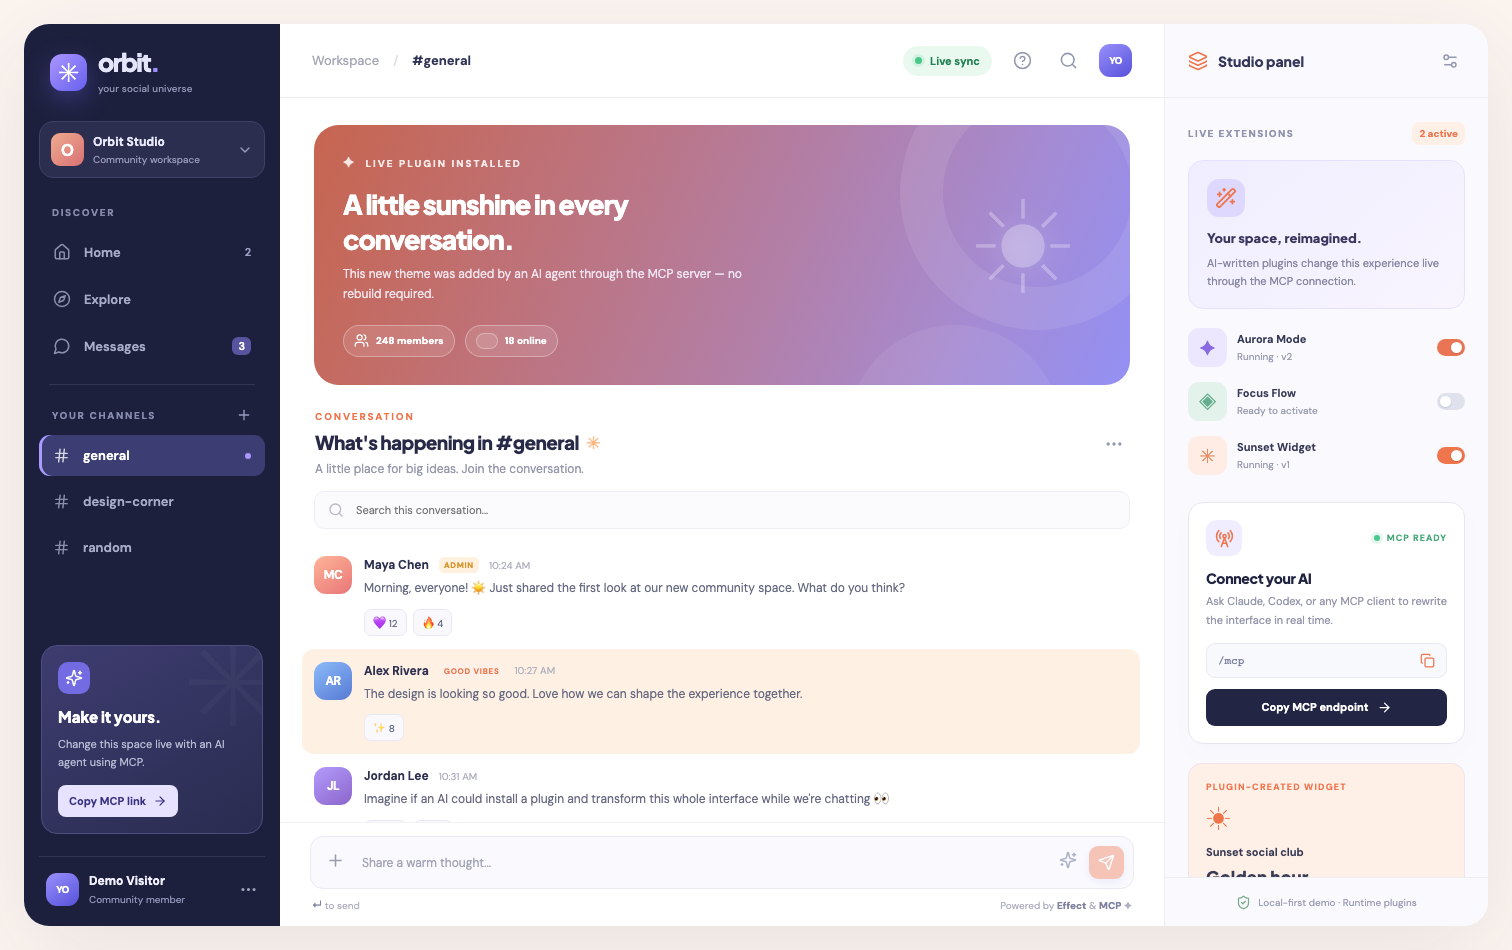 orbit.
your social universe
O
Orbit Studio
Community workspace
DISCOVER
Home 2
Explore
Messages 3
YOUR CHANNELS
# general
# design-corner
# random
Make it yours.
Change this space live with an AI
agent using MCP.
Copy MCP link →
YO
Demo Visitor
Community member
Workspace / #general
Live sync
YO
LIVE PLUGIN INSTALLED
A little sunshine in every
conversation.
This new theme was added by an AI agent through the MCP server — no
rebuild required.
248 members
18 online
CONVERSATION
What's happening in #general
A little place for big ideas. Join the conversation.
Search this conversation...
MC
Maya Chen ADMIN 10:24 AM
Morning, everyone! ☀️ Just shared the first look at our new community space. What do you think?
💜 12 🔥 4
AR
Alex Rivera GOOD VIBES 10:27 AM
The design is looking so good. Love how we can shape the experience together.
✨ 8
JL
Jordan Lee 10:31 AM
Imagine if an AI could install a plugin and transform this whole interface while we're chatting 👀
Share a warm thought...
↵ to send
Powered by Effect & MCP ✦
Studio panel
LIVE EXTENSIONS 2 active
Your space, reimagined.
AI-written plugins change this experience live
through the MCP connection.
Aurora Mode
Running · v2
Focus Flow
Ready to activate
Sunset Widget
Running · v1
MCP READY
Connect your AI
Ask Claude, Codex, or any MCP client to rewrite
the interface in real time.
/mcp
Copy MCP endpoint →
PLUGIN-CREATED WIDGET
Sunset social club
Golden hour
Local-first demo · Runtime plugins